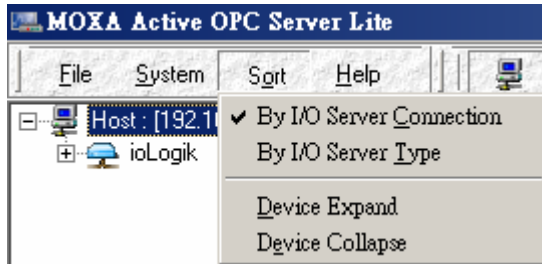 MOXA Active OPC Server Lite
File System Sort Help
Host : [192.1
By I/O Server Connection
ioLogik
By I/O Server Type
Device Expand
Device Collapse